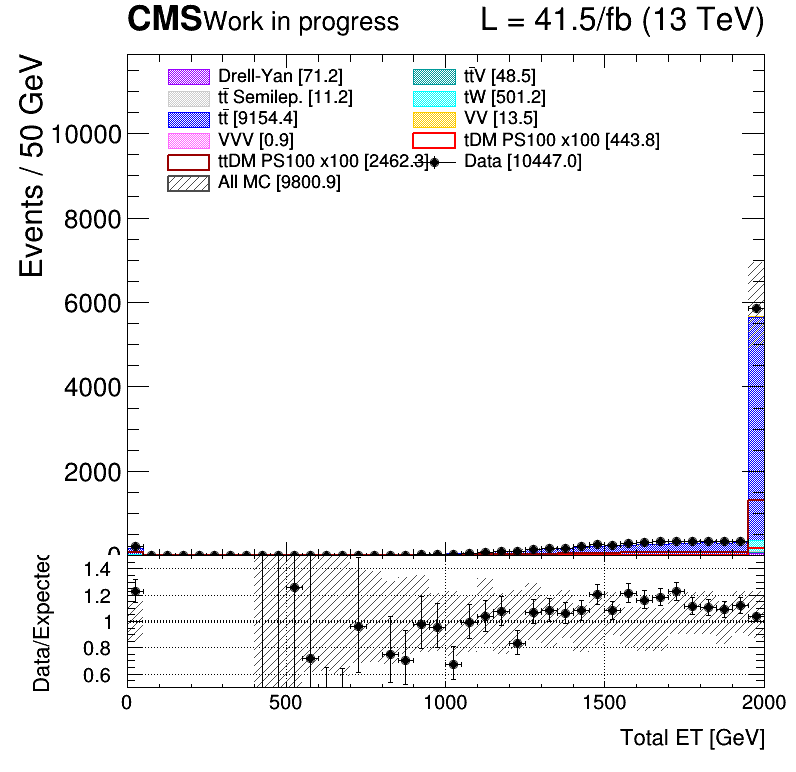 CMS Work in progress L = 41.5/fb (13 TeV)
Events / 50 GeV
Drell-Yan [71.2] tt̄V [48.5]
tt̄ Semilep. [11.2] tW [501.2]
tt̄ [9154.4] VV [13.5]
VVV [0.9] tDM PS100 x100 [443.8]
ttDM PS100 x100 [2462.3] Data [10447.0]
All MC [9800.9]
10000
8000
6000
4000
2000
0
Data/Expected
1.4
1.2
1
0.8
0.6
0 500 1000 1500 2000
Total ET [GeV]